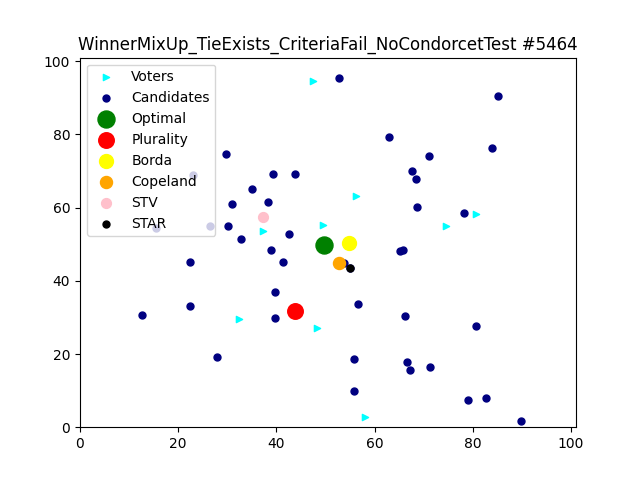 WinnerMixUp_TieExists_CriteriaFail_NoCondorcetTest #5464
100
80
60
40
20
0
Voters
Candidates
Optimal
Plurality
Borda
Copeland
STV
STAR
0 20 40 60 80 100